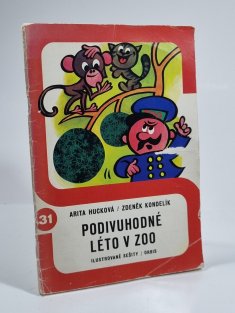 31
ARITA HUCKOVÁ / ZDENĚK KONDELÍK
PODIVUHODNÉ
LÉTO V ZOO
ILUSTROVANÉ SEŠITY / ORBIS